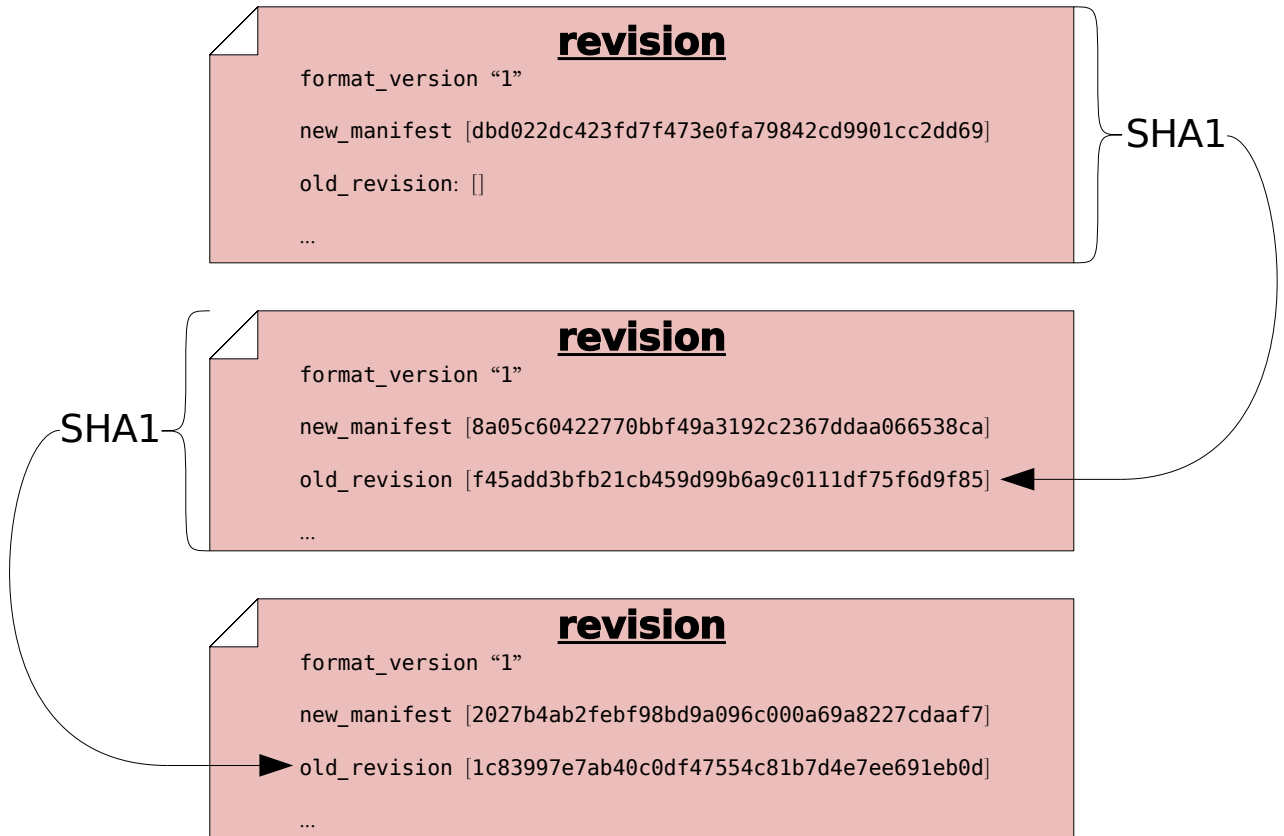 revision
format_version “1”
new_manifest [dbd022dc423fd7f473e0fa79842cd9901cc2dd69]
SHA1
old_revision: []
...
revision
format_version “1”
new_manifest [8a05c60422770bbf49a3192c2367ddaa066538ca]
SHA1
old_revision [f45add3bfb21cb459d99b6a9c0111df75f6d9f85]
...
revision
format_version “1”
new_manifest [2027b4ab2febf98bd9a096c000a69a8227cdaaf7]
old_revision [1c83997e7ab40c0df47554c81b7d4e7ee691eb0d]
...